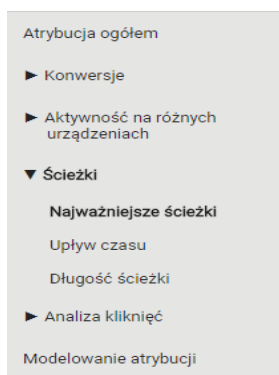 Atrybucja ogółem
► Konwersje
► Aktywność na różnych
urządzeniach
▼ Ścieżki
Najważniejsze ścieżki
Upływ czasu
Długość ścieżki
► Analiza kliknięć
Modelowanie atrybucji